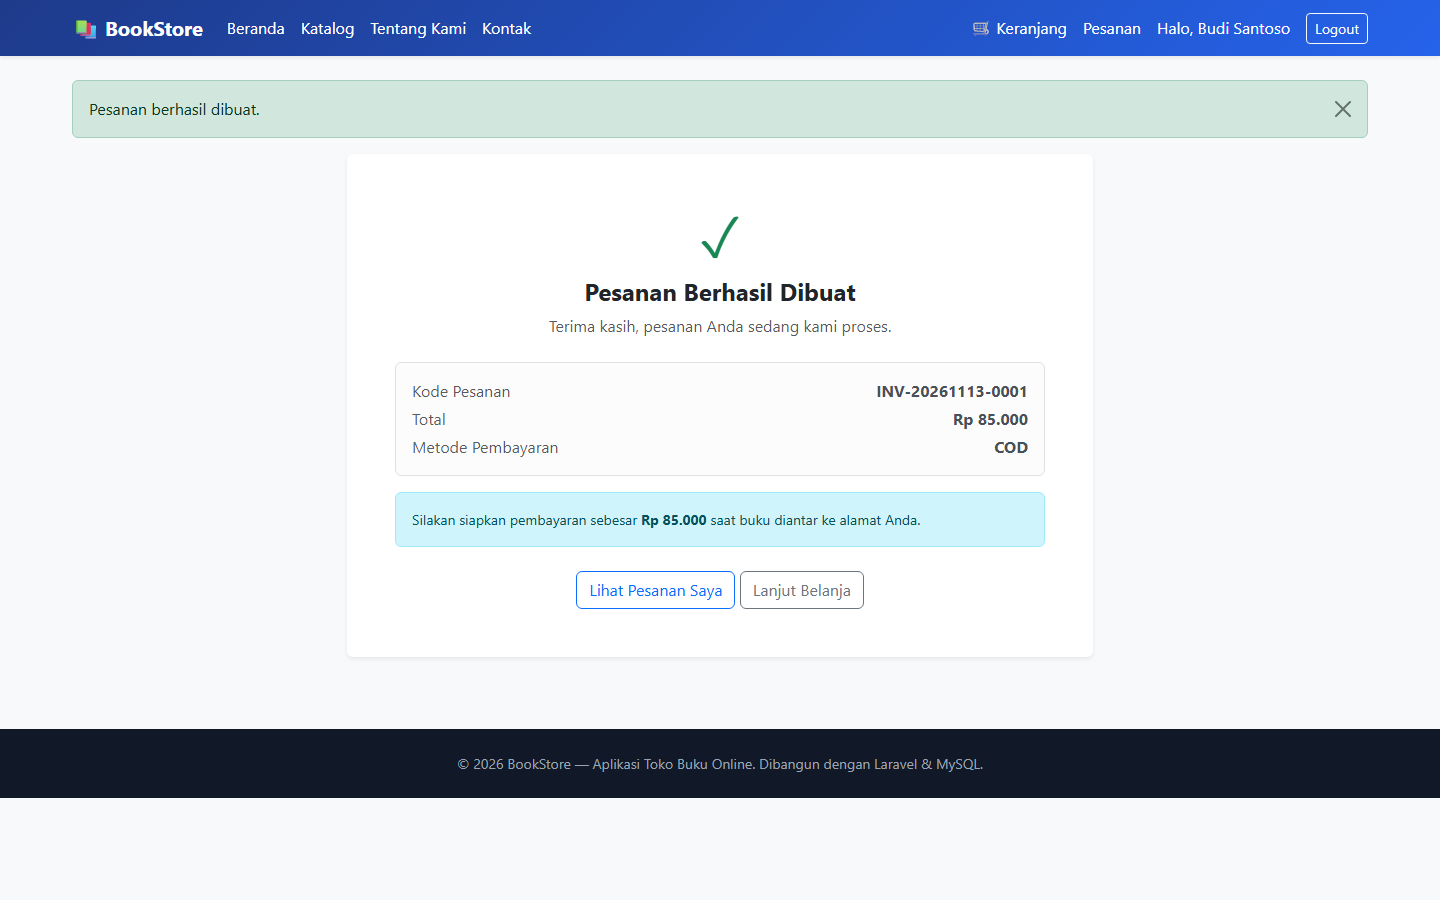 BookStore Beranda Katalog Tentang Kami Kontak Keranjang Pesanan Halo, Budi Santoso Logout
Pesanan berhasil dibuat.
Pesanan Berhasil Dibuat
Terima kasih, pesanan Anda sedang kami proses.
Kode Pesanan INV-20261113-0001
Total Rp 85.000
Metode Pembayaran COD
Silakan siapkan pembayaran sebesar Rp 85.000 saat buku diantar ke alamat Anda.
Lihat Pesanan Saya Lanjut Belanja
© 2026 BookStore — Aplikasi Toko Buku Online. Dibangun dengan Laravel & MySQL.